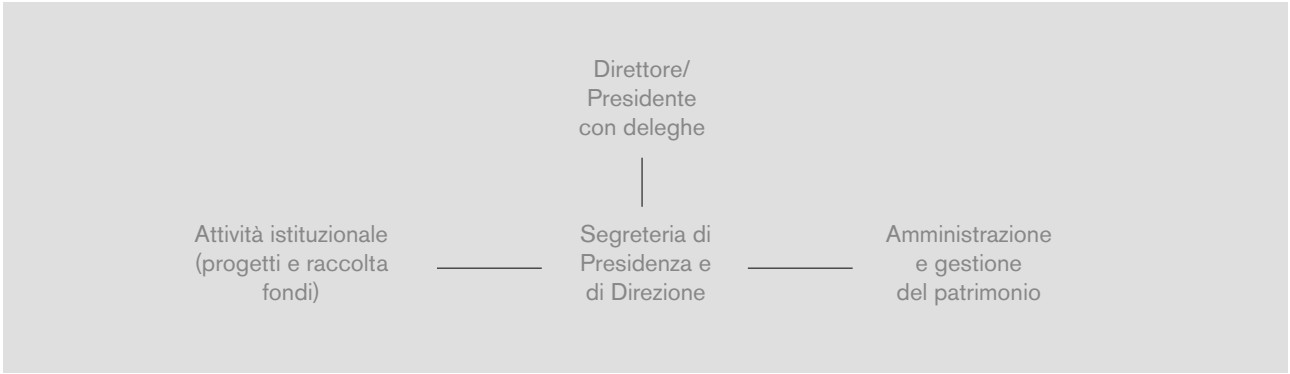 Direttore/
Presidente
con deleghe
Attività istituzionale
(progetti e raccolta
fondi)
Segreteria di
Presidenza e
di Direzione
Amministrazione
e gestione
del patrimonio